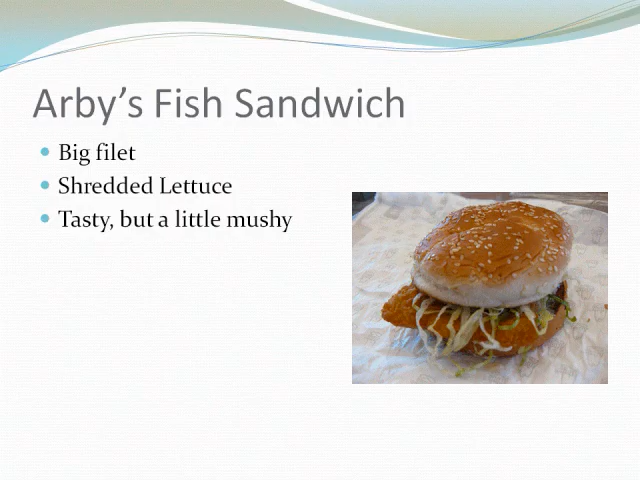 Arby’s Fish Sandwich
Big filet
Shredded Lettuce
Tasty, but a little mushy